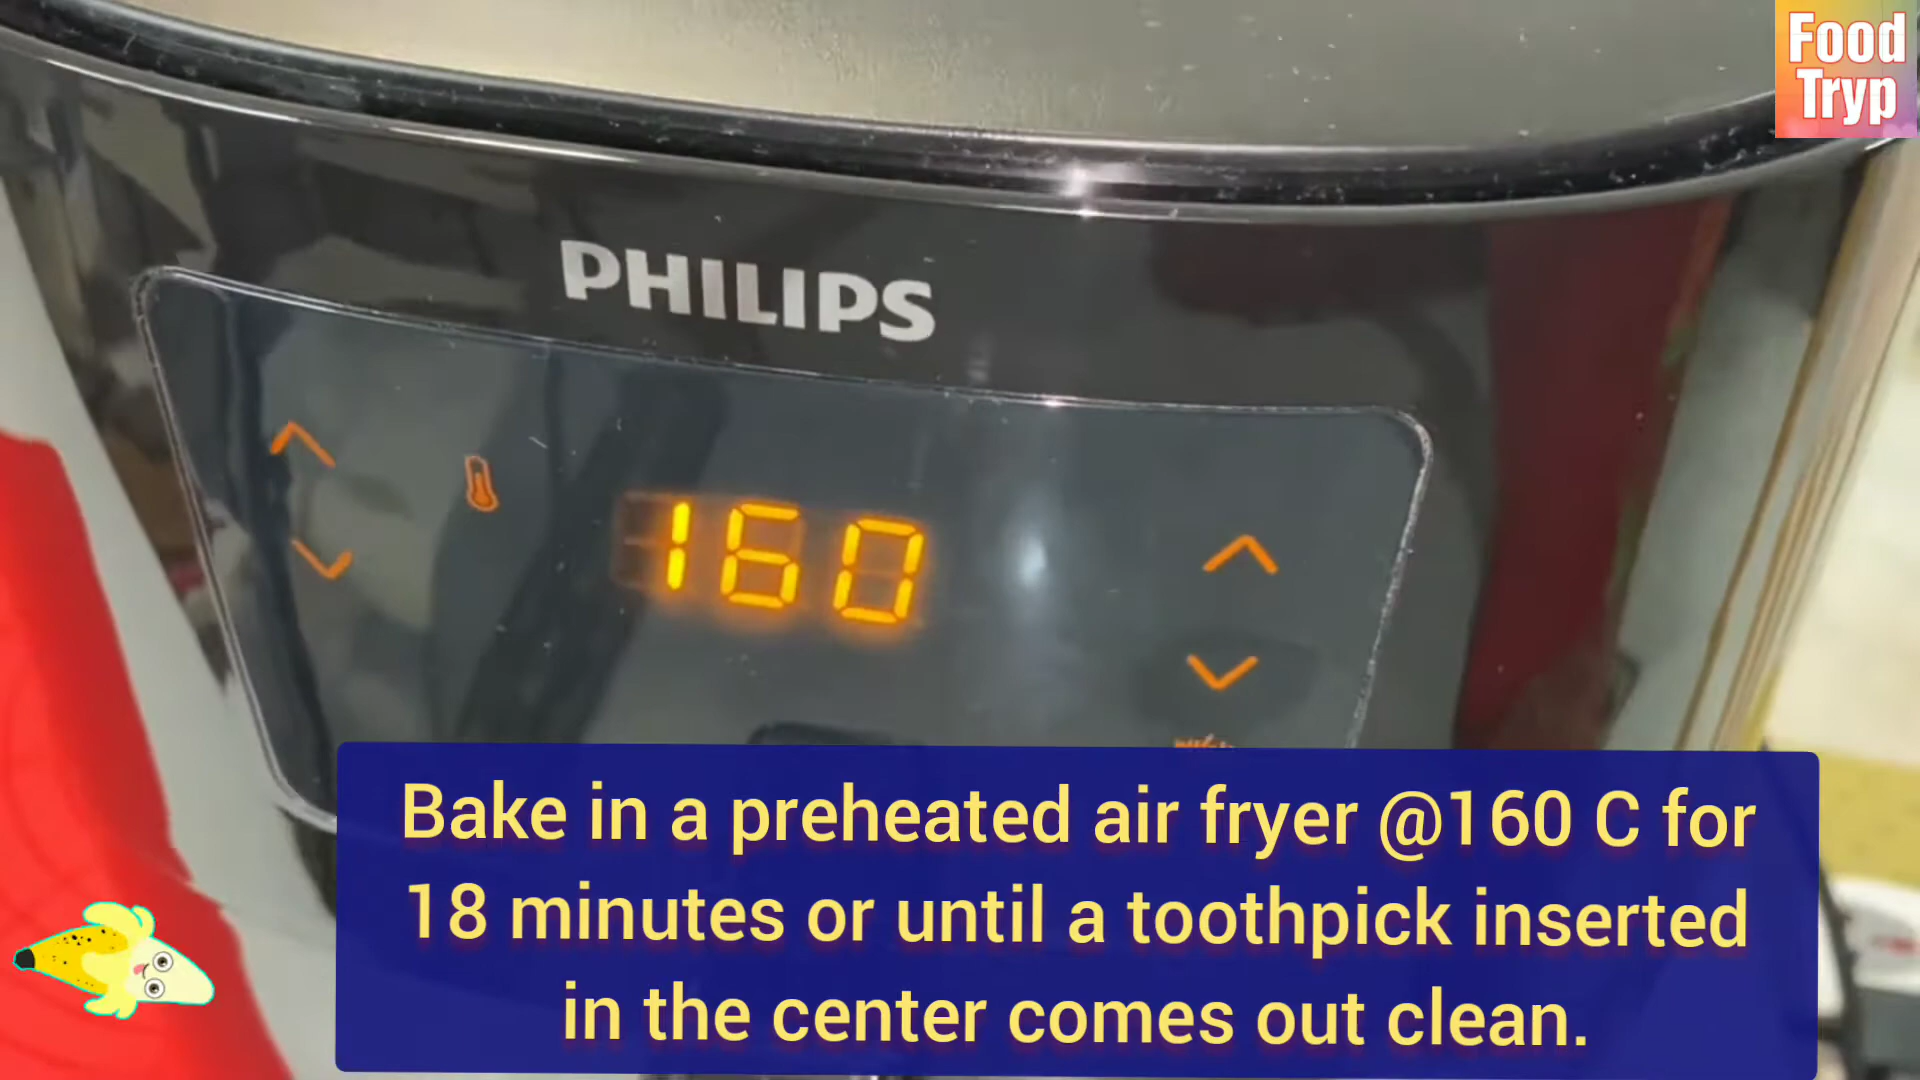 Food
Tryp
PHILIPS
160
Bake in a preheated air fryer @160 C for
18 minutes or until a toothpick inserted
in the center comes out clean.